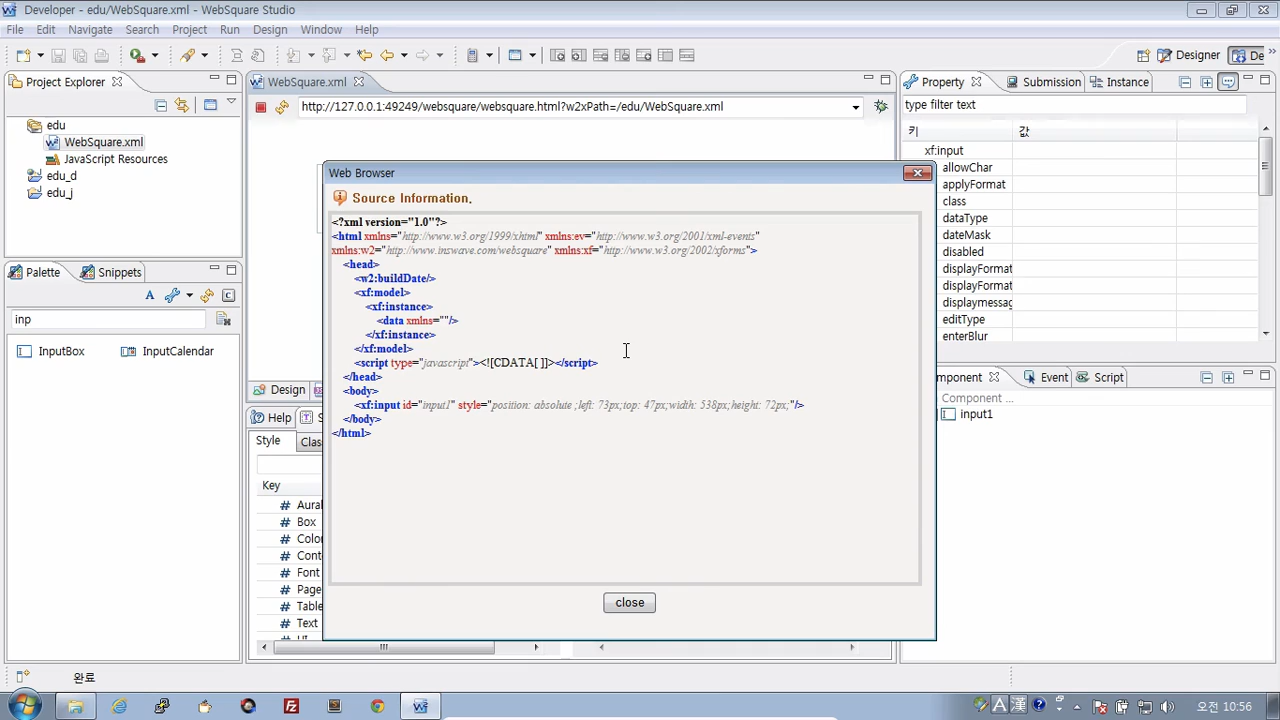 Developer - edu/WebSquare.xml - WebSquare Studio
File Edit Navigate Search Project Run Design Window Help
Designer De
Project Explorer
edu
WebSquare.xml
JavaScript Resources
edu_d
edu_j
Palette Snippets
inp
InputBox InputCalendar
WebSquare.xml
http://127.0.0.1:49249/websquare/websquare.html?w2xPath=/edu/WebSquare.xml
Design
Help
Style Clas
Key
# Aural
# Box
# Color
# Cont
# Font
# Page
# Table
# Text
Web Browser
Source Information.
<?xml version="1.0"?>
<html xmlns="http://www.w3.org/1999/xhtml" xmlns:ev="http://www.w3.org/2001/xml-events"
xmlns:w2="http://www.inswave.com/websquare" xmlns:xf="http://www.w3.org/2002/xforms">
<head>
<w2:buildDate/>
<xf:model>
<xf:instance>
<data xmlns=""/>
</xf:instance>
</xf:model>
<script type="javascript"><![CDATA[ ]]></script>
</head>
<body>
<xf:input id="input1" style="position: absolute ;left: 73px;top: 47px;width: 538px;height: 72px;"/>
</body>
</html>
close
Property Submission Instance
type filter text
키 값
xf:input
allowChar
applyFormat
class
dataType
dateMask
disabled
displayFormat
displayFormat
displaymessag
editType
enterBlur
mponent Event Script
Component ...
input1
완료
A 漢
오전 10:56